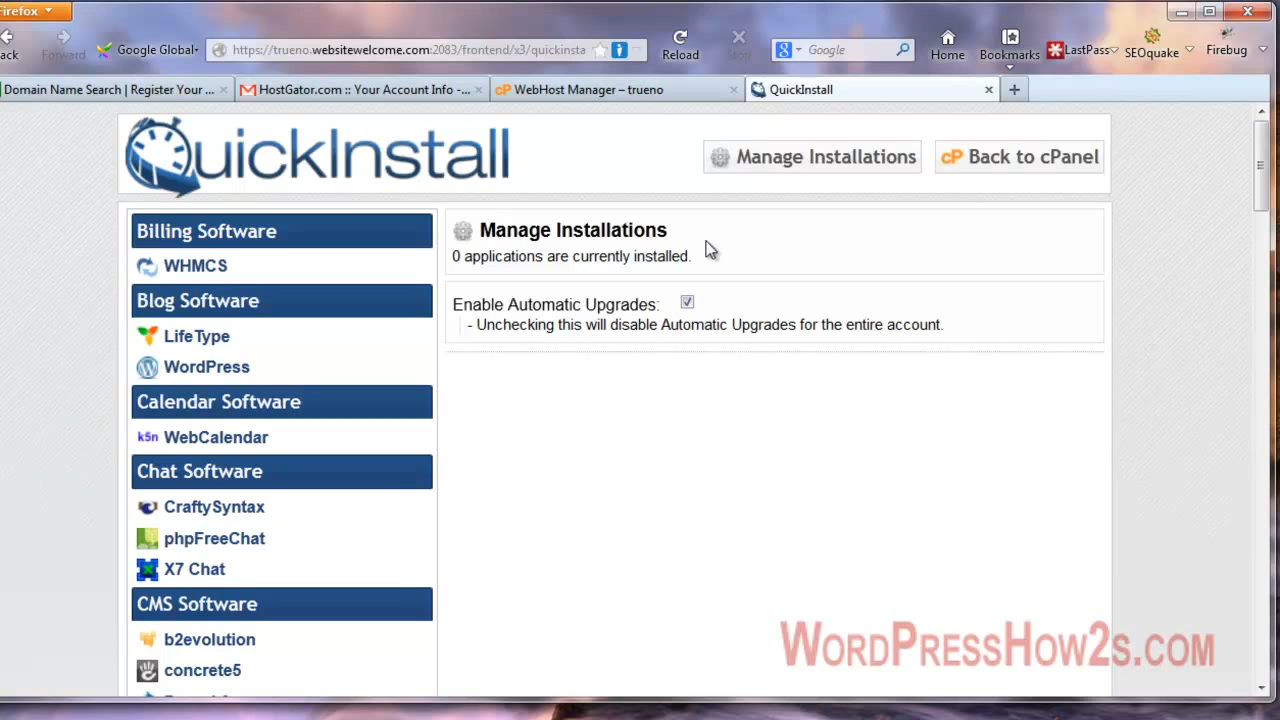 Firefox
ack
Forward
Google Global
https://trueno.websitewelcome.com:2083/frontend/x3/quickinsta
Reload
Stop
Google
Home
Bookmarks
LastPass
SEOquake
Firebug
Domain Name Search | Register Your ...
HostGator.com :: Your Account Info -...
cP WebHost Manager – trueno
QuickInstall
QuickInstall
Manage Installations
cP Back to cPanel
Billing Software
WHMCS
Blog Software
LifeType
WordPress
Calendar Software
k5n WebCalendar
Chat Software
CraftySyntax
phpFreeChat
X7 Chat
CMS Software
b2evolution
concrete5
Manage Installations
0 applications are currently installed.
Enable Automatic Upgrades:
- Unchecking this will disable Automatic Upgrades for the entire account.
WordPressHow2s.com